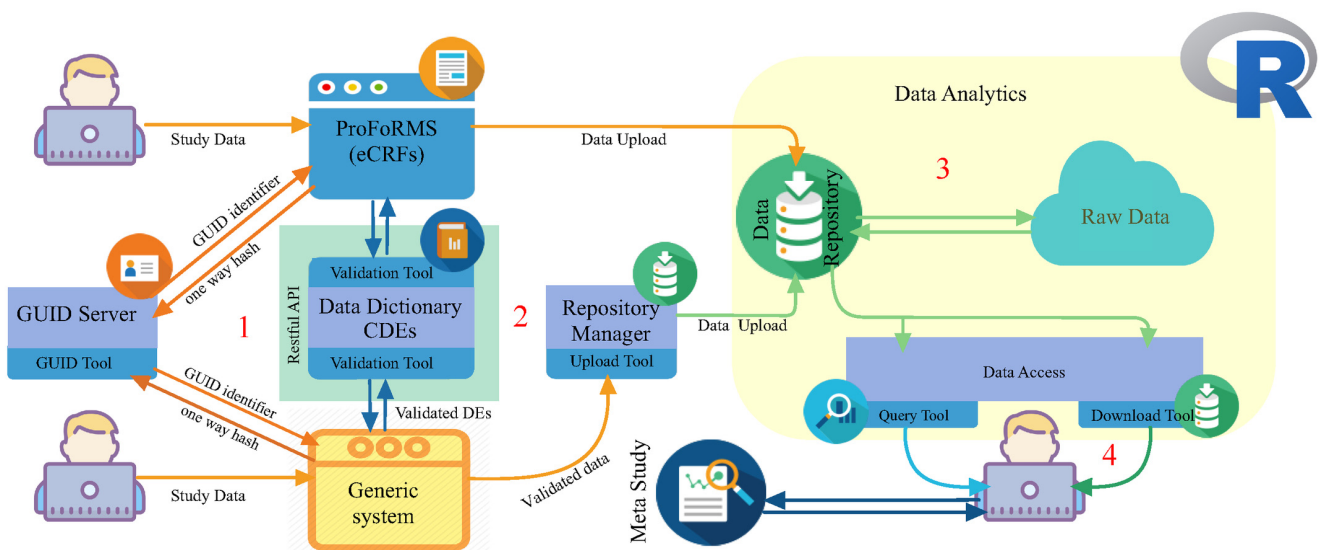 Data Analytics
R
ProFoRMS
(eCRFs)
Study Data
Data Upload
3
Data
Repository
Raw Data
GUID identifier
one way hash
Validation Tool
Restful API
Data Dictionary
CDEs
Validation Tool
GUID Server
GUID Tool
1
2
Repository
Manager
Upload Tool
Data Upload
Data Access
Query Tool
Download Tool
GUID identifier
one way hash
Validated DEs
Study Data
Generic
system
Validated data
Meta Study
4